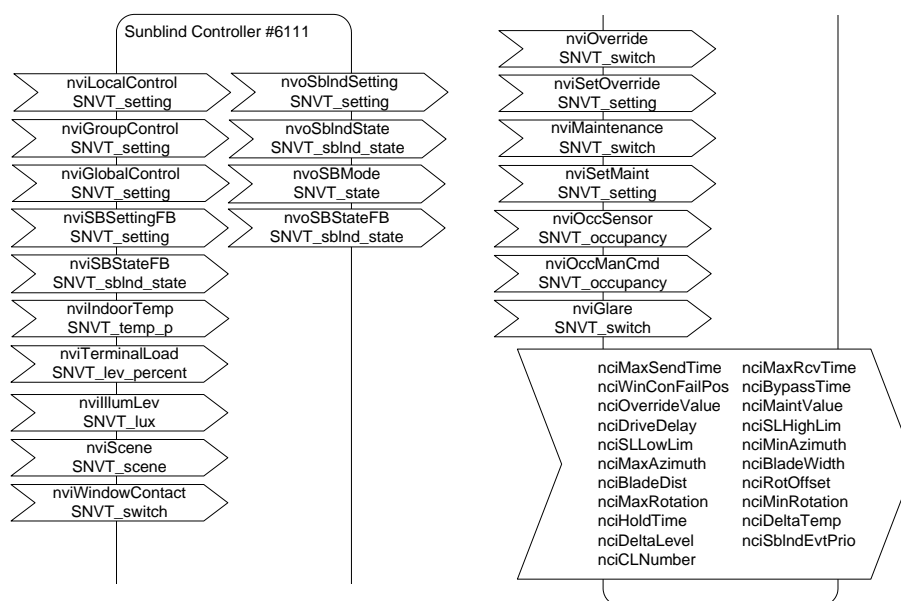 Sunblind Controller #6111
nviLocalControl
SNVT_setting
nviGroupControl
SNVT_setting
nviGlobalControl
SNVT_setting
nviSBSettingFB
SNVT_setting
nviSBStateFB
SNVT_sblnd_state
nviIndoorTemp
SNVT_temp_p
nviTerminalLoad
SNVT_lev_percent
nviIllumLev
SNVT_lux
nviScene
SNVT_scene
nviWindowContact
SNVT_switch
nvoSblndSetting
SNVT_setting
nvoSblndState
SNVT_sblnd_state
nvoSBMode
SNVT_state
nvoSBStateFB
SNVT_sblnd_state
nviOverride
SNVT_switch
nviSetOverride
SNVT_setting
nviMaintenance
SNVT_switch
nviSetMaint
SNVT_setting
nviOccSensor
SNVT_occupancy
nviOccManCmd
SNVT_occupancy
nviGlare
SNVT_switch
nciMaxSendTime
nciWinConFailPos
nciOverrideValue
nciDriveDelay
nciSLLowLim
nciMaxAzimuth
nciBladeDist
nciMaxRotation
nciHoldTime
nciDeltaLevel
nciCLNumber
nciMaxRcvTime
nciBypassTime
nciMaintValue
nciSLHighLim
nciMinAzimuth
nciBladeWidth
nciRotOffset
nciMinRotation
nciDeltaTemp
nciSblndEvtPrio